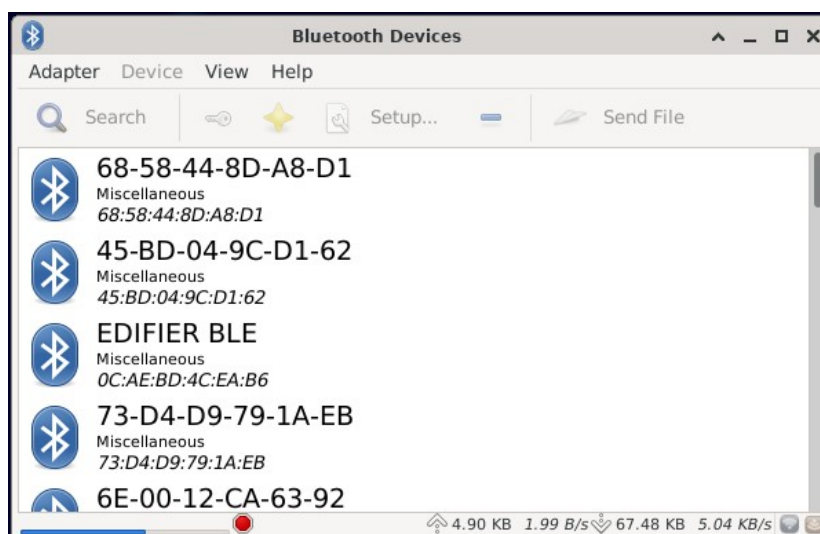 Bluetooth Devices
Adapter Device View Help
Search Setup... Send File
68-58-44-8D-A8-D1
Miscellaneous
68:58:44:8D:A8:D1
45-BD-04-9C-D1-62
Miscellaneous
45:BD:04:9C:D1:62
EDIFIER BLE
Miscellaneous
0C:AE:BD:4C:EA:B6
73-D4-D9-79-1A-EB
Miscellaneous
73:D4:D9:79:1A:EB
6E-00-12-CA-63-92
4.90 KB 1.99 B/s 67.48 KB 5.04 KB/s